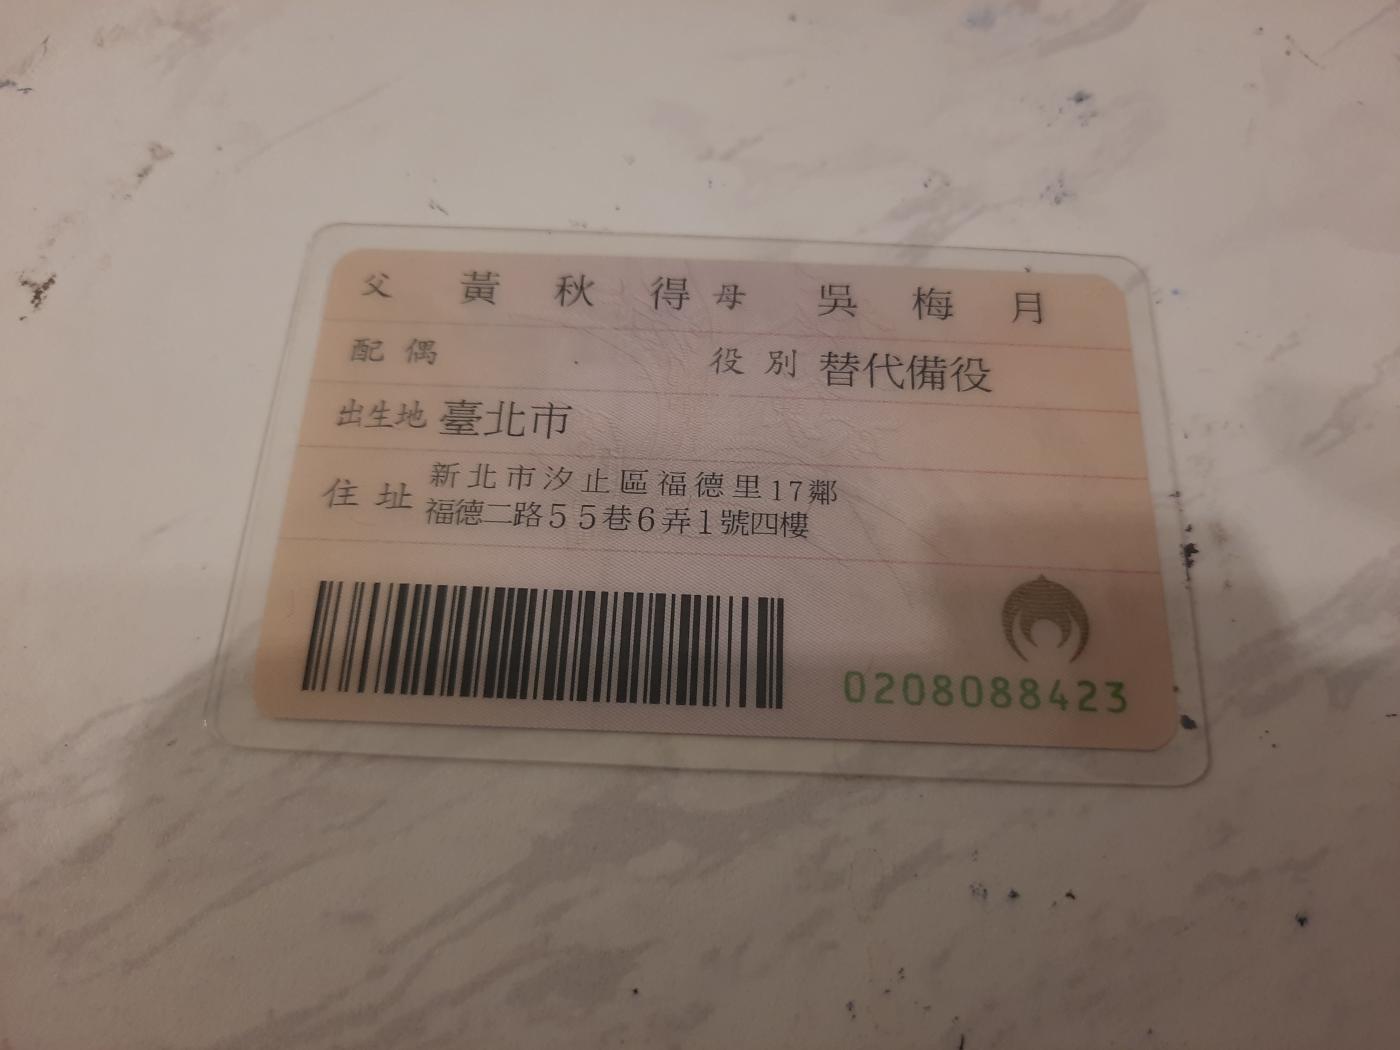 父 黃秋得 母 吳梅月
配偶 役別 替代備役
出生地 臺北市
住址 新北市汐止區福德里17鄰
福德二路55巷6弄1號四樓
0208088423